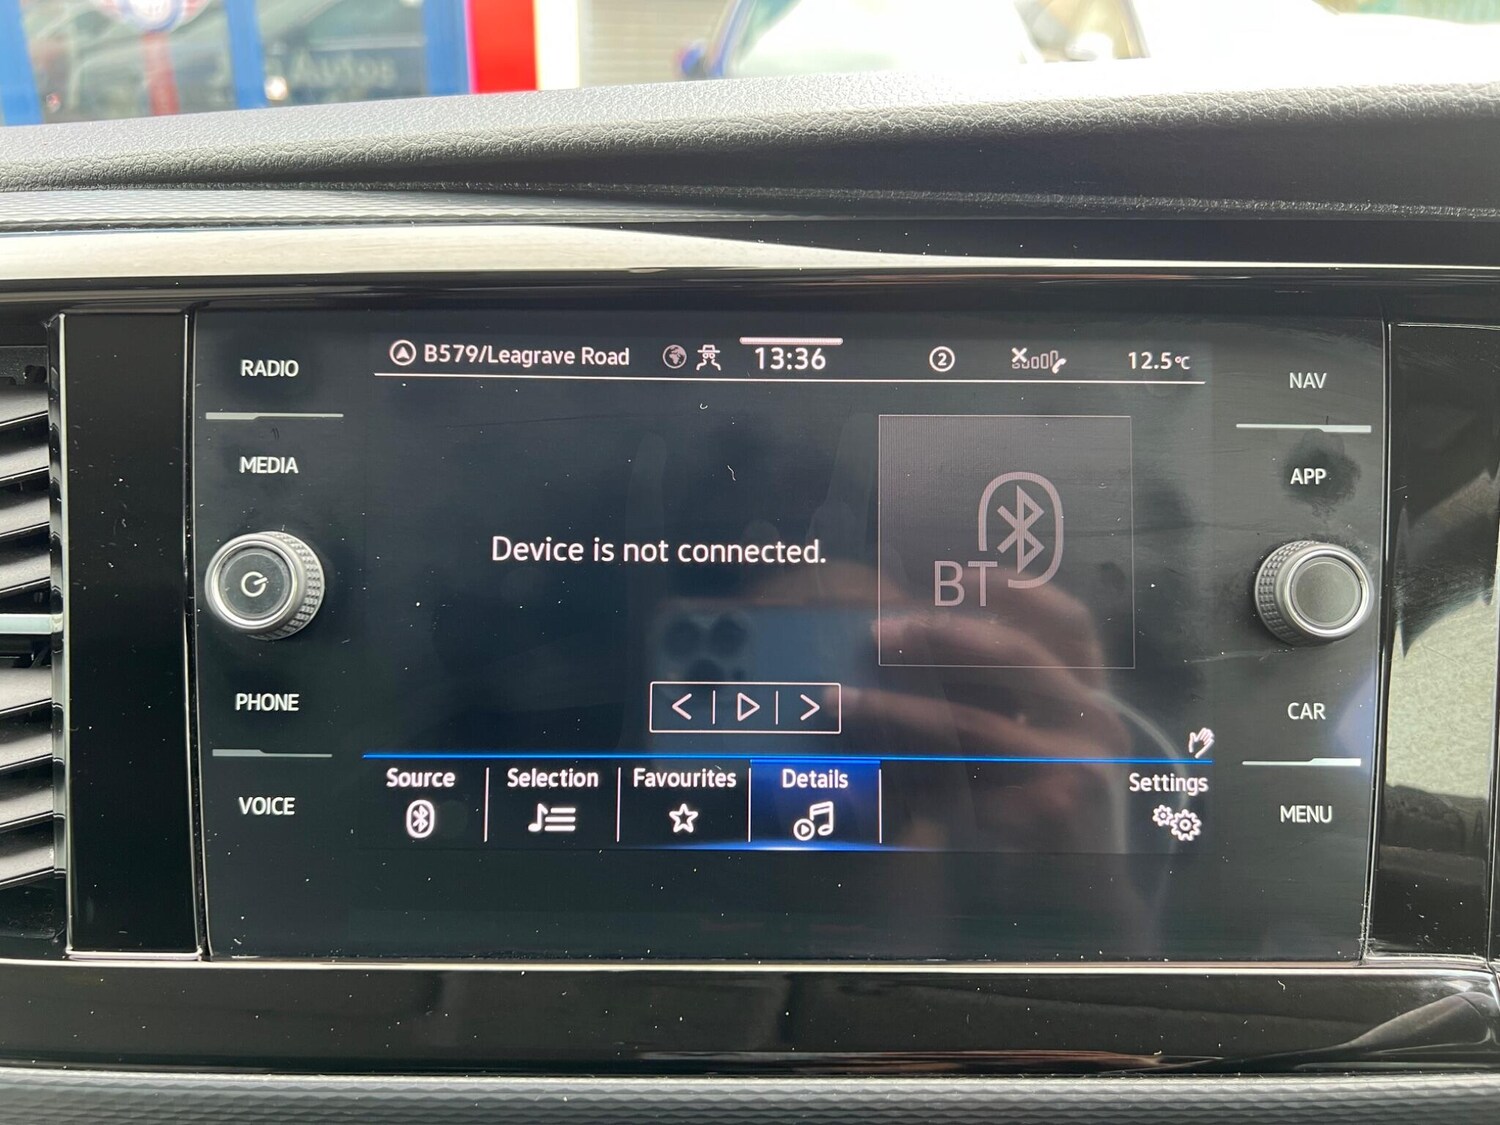 RADIO
MEDIA
PHONE
VOICE
B579/Leagrave Road
13:36
2
12.5°C
Device is not connected.
BT
Source
Selection
Favourites
Details
Settings
NAV
APP
CAR
MENU